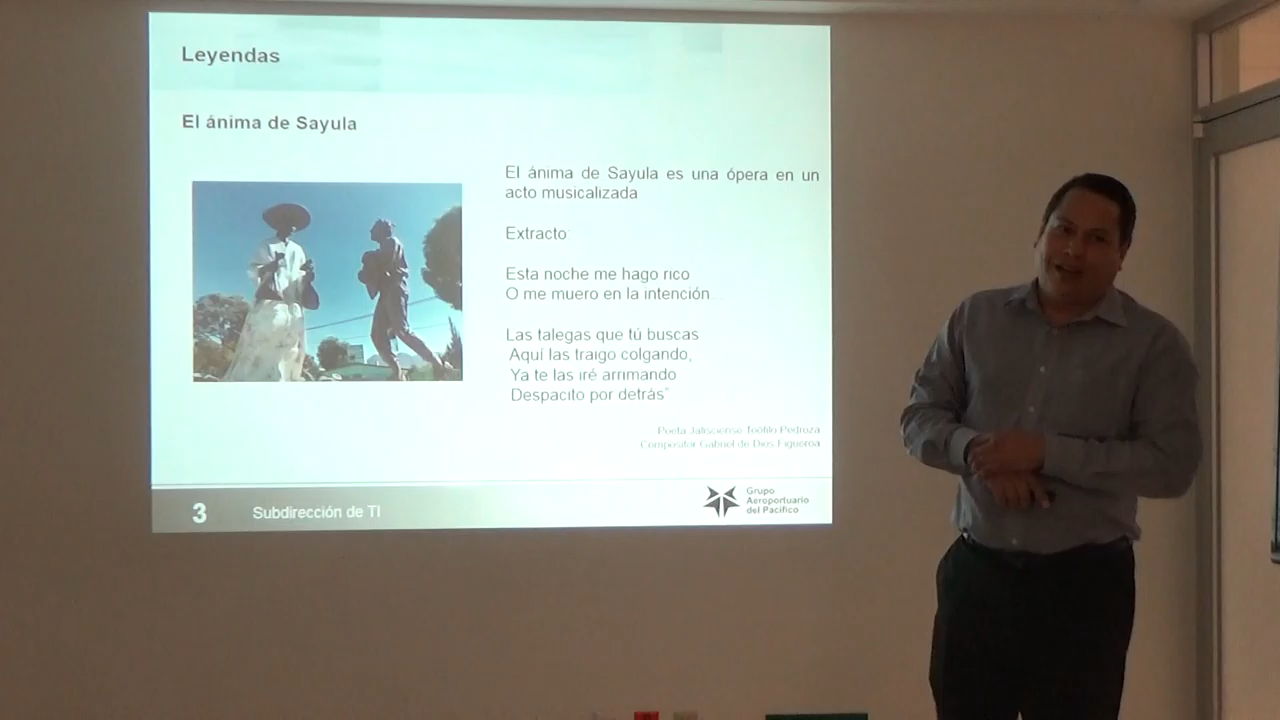 Leyendas
El ánima de Sayula
El ánima de Sayula es una ópera en un
acto musicalizada
Extracto
Esta noche me hago rico
O me muero en la intención...
Las talegas que tú buscas
Aquí las traigo colgando,
Ya te las iré arrimando
Despacito por detrás"
Poeta Jalisciense Teófilo Pedroza
Compositor Gabriel de Dios Figueroa
3
Subdirección de TI
Grupo
Aeroportuario
del Pacífico